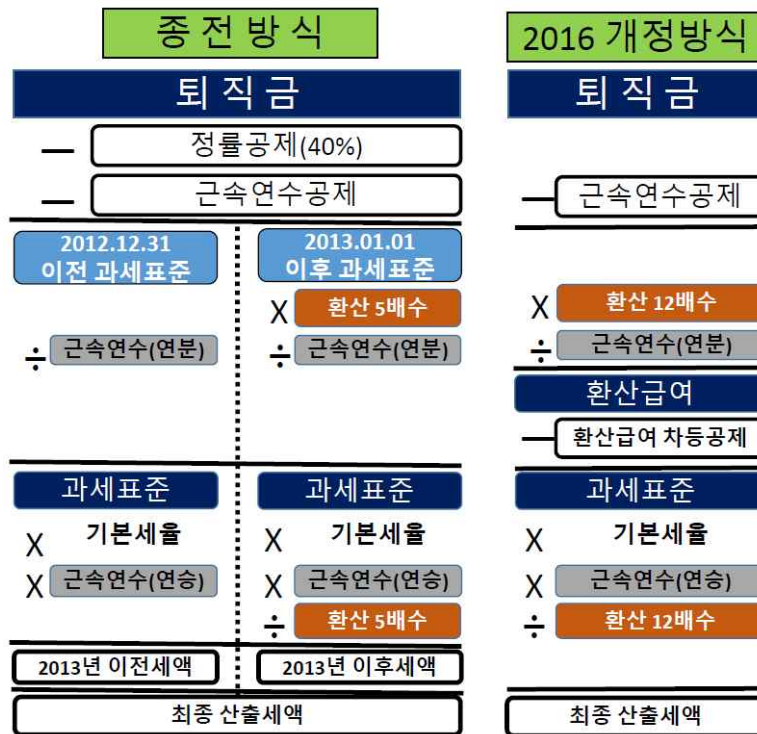 종 전 방 식
퇴 직 금
— 정률공제(40%)
— 근속연수공제
2012.12.31
이전 과세표준
÷ 근속연수(연분)
2013.01.01
이후 과세표준
X 환산 5배수
÷ 근속연수(연분)
과세표준
X 기본세율
X 근속연수(연승)
2013년 이전세액
과세표준
X 기본세율
X 근속연수(연승)
÷ 환산 5배수
2013년 이후세액
최종 산출세액
2016 개정방식
퇴 직 금
— 근속연수공제
X 환산 12배수
÷ 근속연수(연분)
환산급여
— 환산급여 차등공제
과세표준
X 기본세율
X 근속연수(연승)
÷ 환산 12배수
최종 산출세액